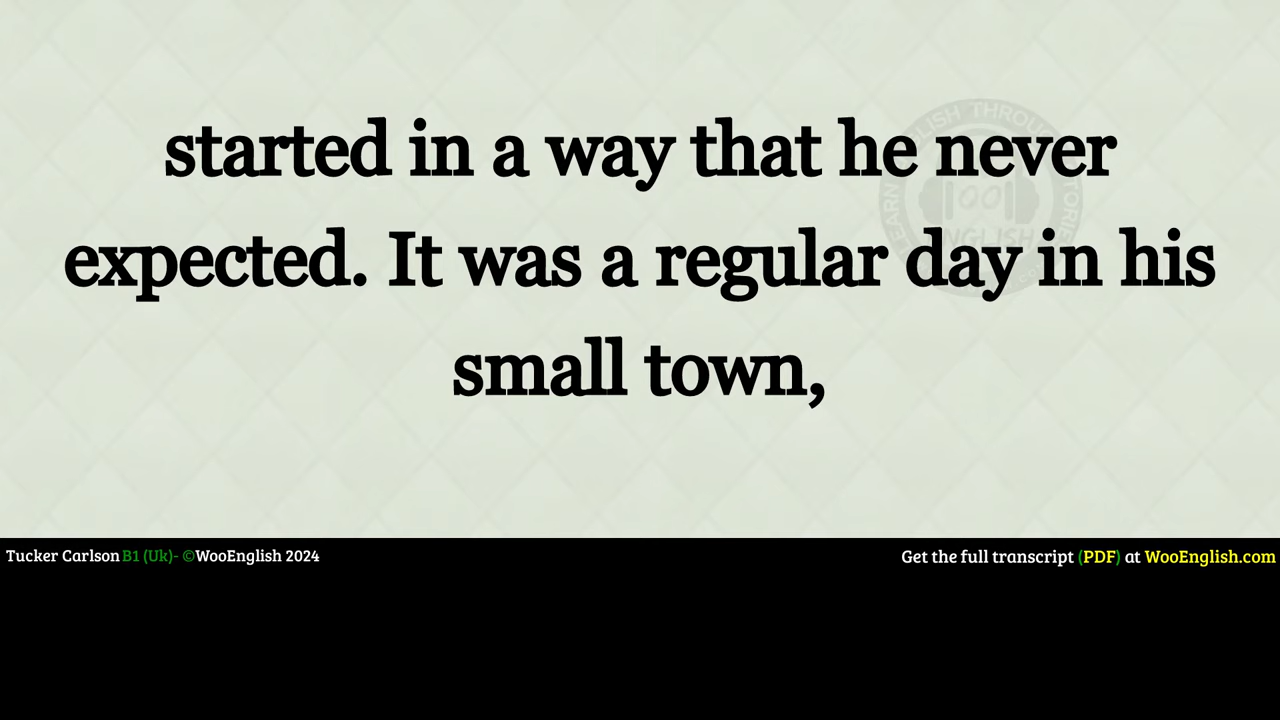 started in a way that he never
expected. It was a regular day in his
small town,
Tucker Carlson B1 (Uk)- ©WooEnglish 2024
Get the full transcript (PDF) at WooEnglish.com